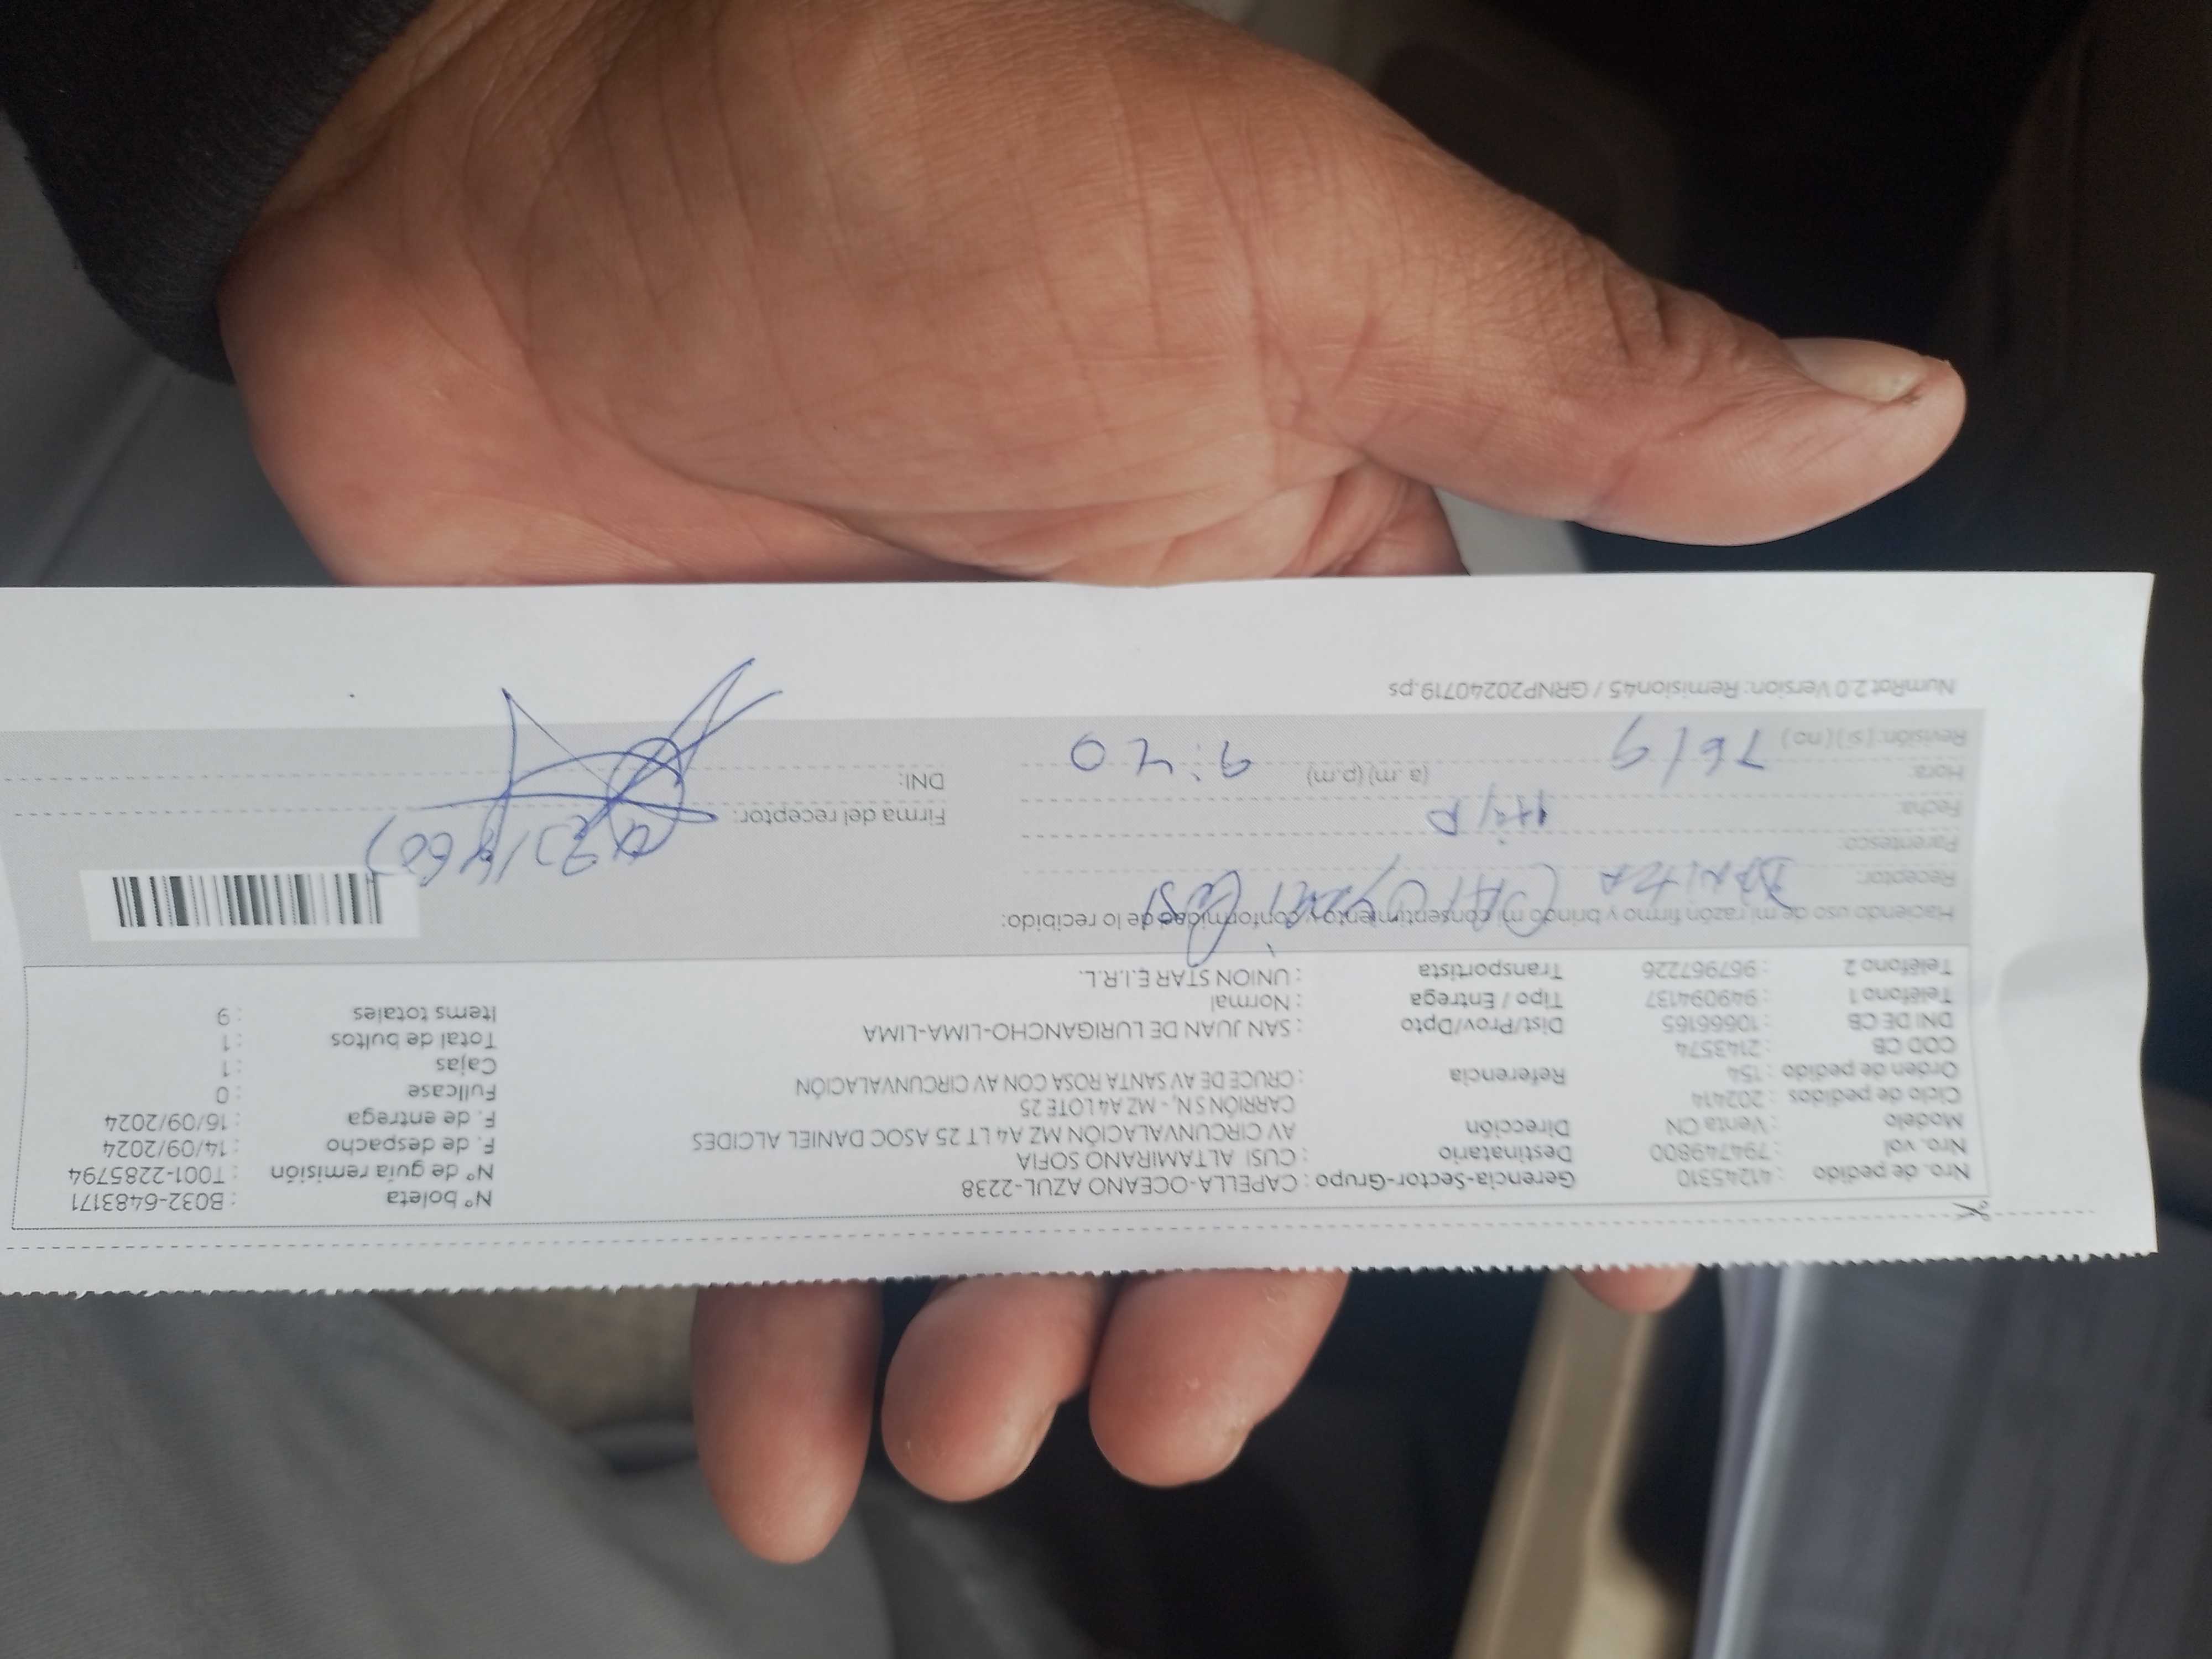 Nro. de pedido : 41245310 Gerencia-Sector-Grupo : CAPELLA-OCEANO AZUL-2238 N° boleta : B032-6483171
Nro. vol : 794749800 Destinatario : CUSI ALTAMIRANO SOFIA N° de guía remisión : T001-2285794
Modelo : Venta CN Dirección AV CIRCUNVALACIÓN MZ A4 LT 25 ASOC DANIEL ALCIDES F. de despacho : 14/09/2024
Ciclo de pedidos : 202414 CARRIÓN S N, - MZ A4 LOTE 25 F. de entrega : 16/09/2024
Orden de pedido : 154 Referencia : CRUCE DE AV SANTA ROSA CON AV CIRCUNVALACIÓN Fullcase : 0
COD CB : 2143574 Cajas : 1
DNI DE CB : 10666165 Dist/Prov/Dpto : SAN JUAN DE LURIGANCHO-LIMA-LIMA Total de bultos : 1
Teléfono 1 : 949094137 Tipo / Entrega : Normal Items totales : 9
Teléfono 2 : 967967226 Transportista : UNION STAR E.I.R.L.
Haciendo uso de mi razón firmo y brindo mi consentimiento y conformidad de lo recibido:
Receptor:
Parentesco:
Fecha: Firma del receptor:
Hora: (a .m) (p.m) 9:40 DNI:
Revisión: ( sí ) ( no )
NumRot 2.0 Version: Remision45 / GRNP20240719.ps